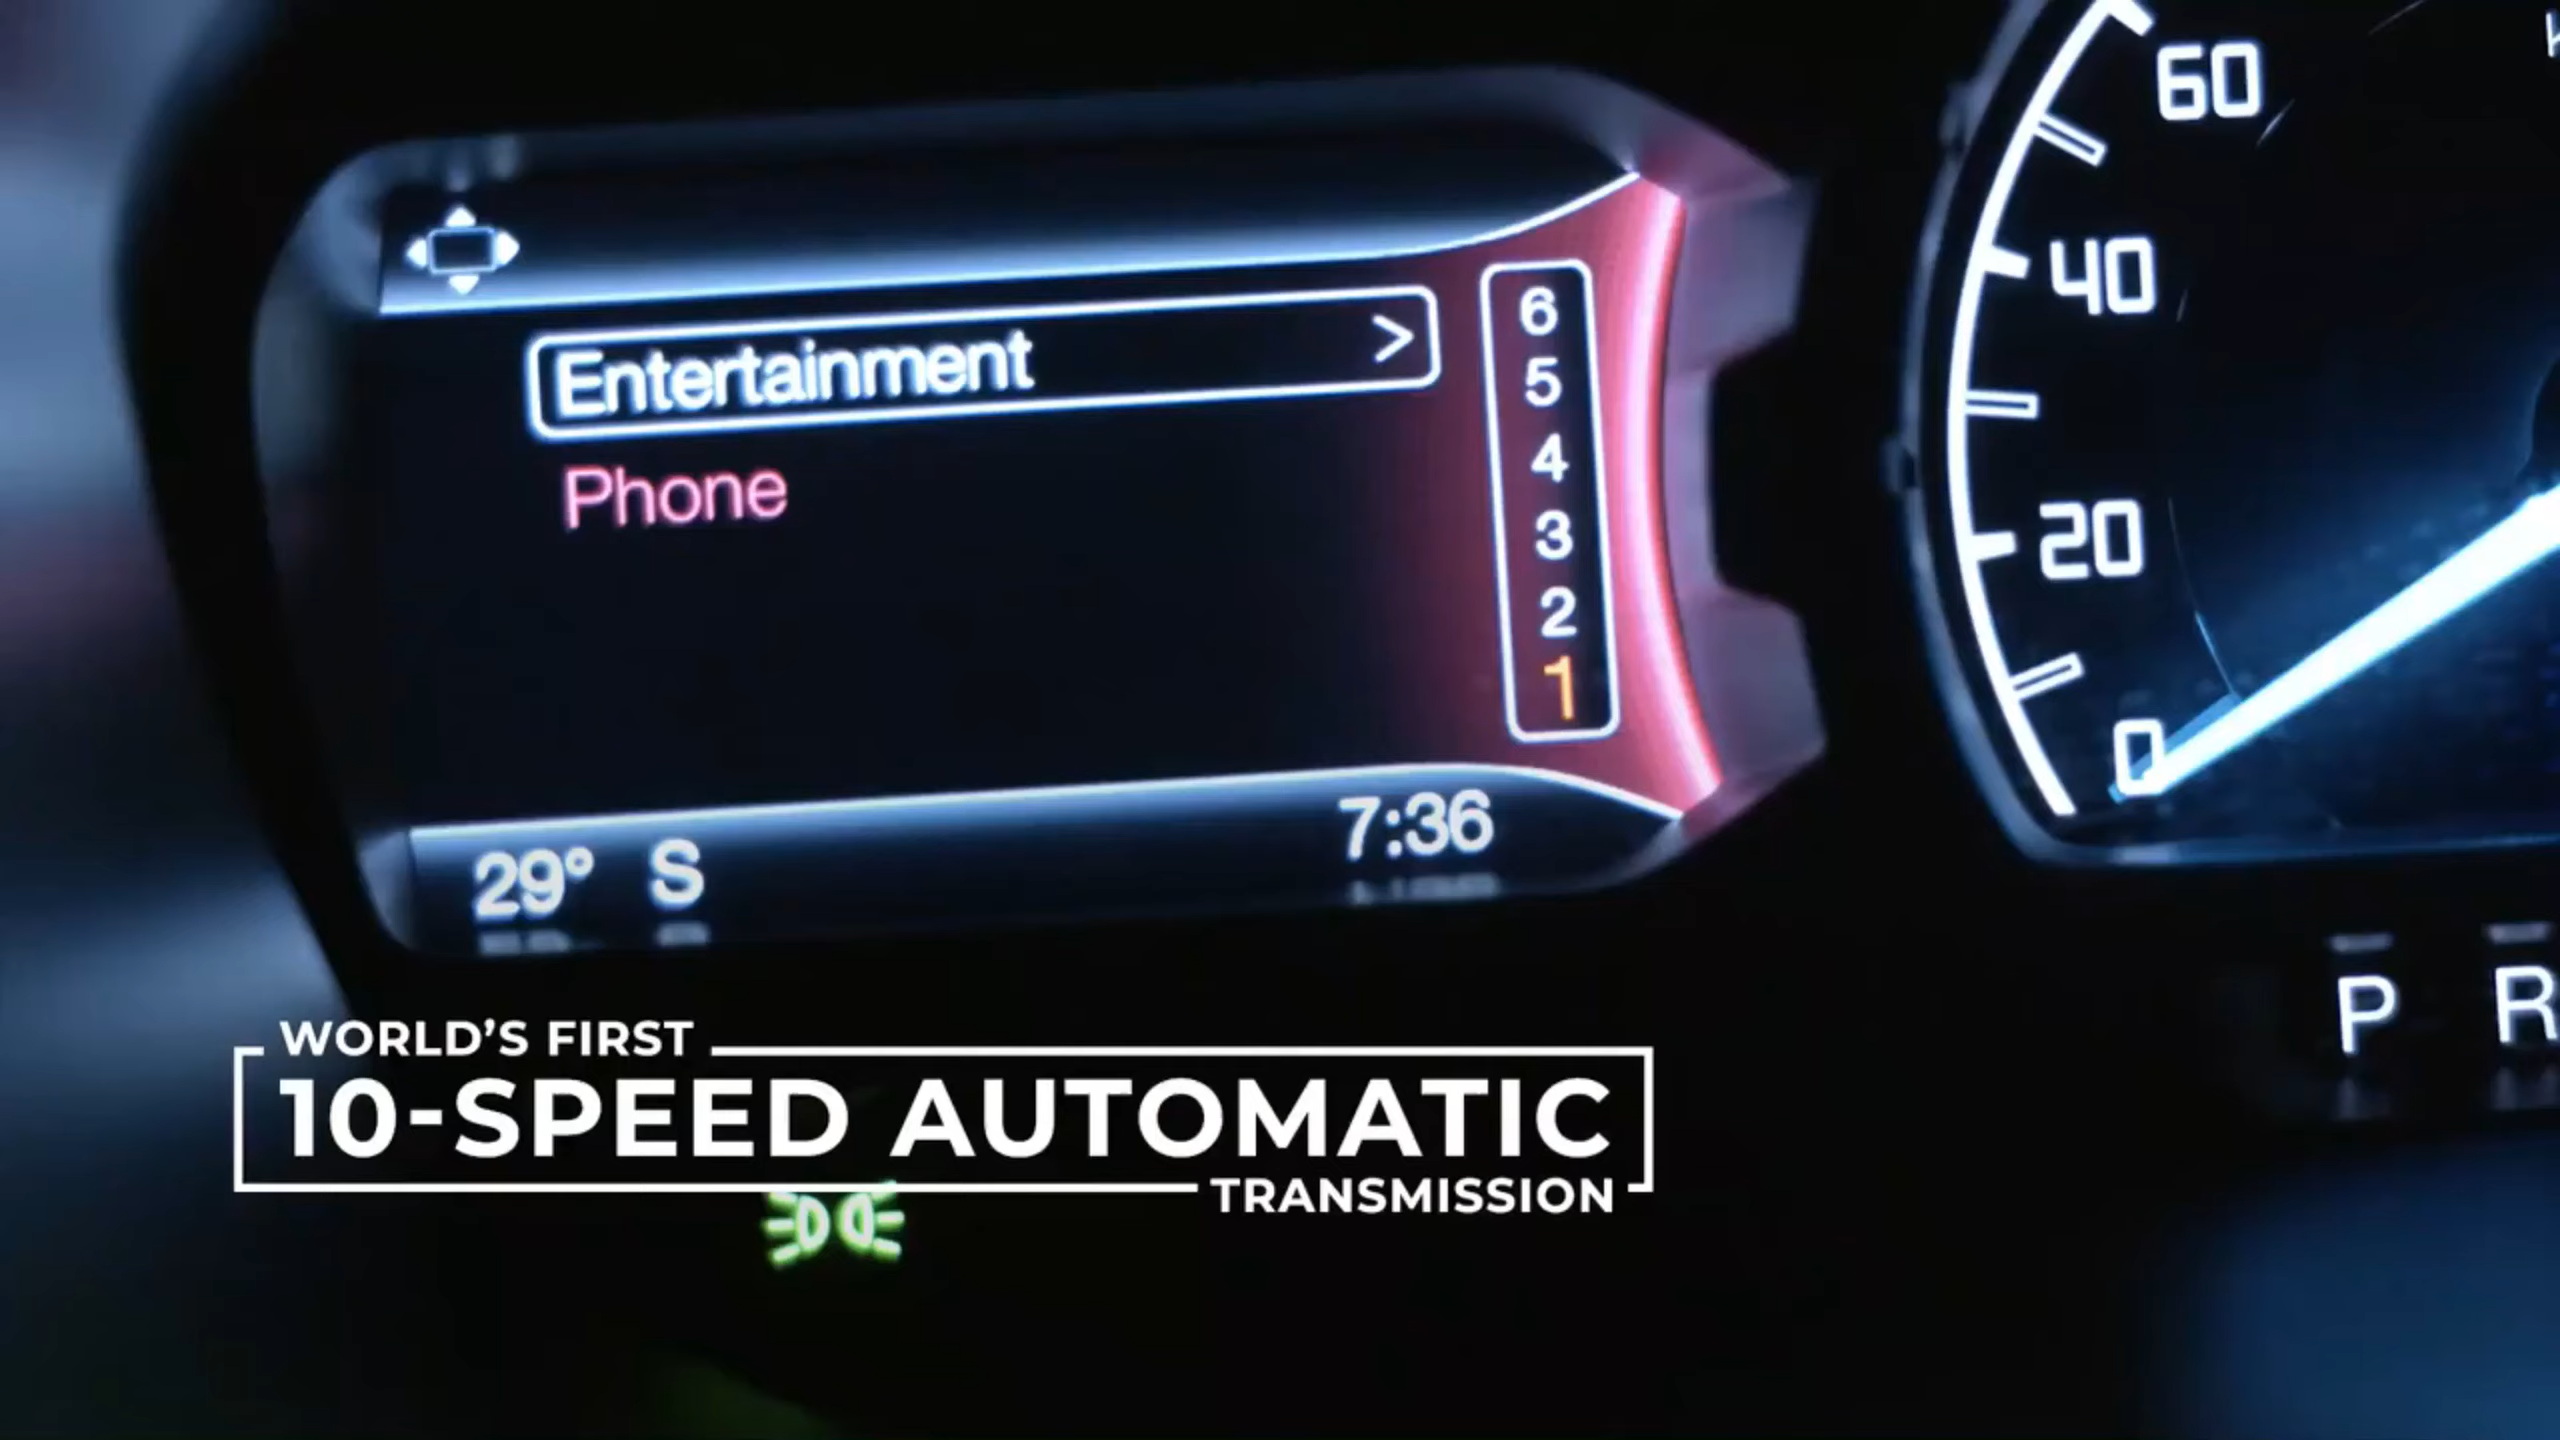 60
40
20
0
Entertainment >
Phone
6
5
4
3
2
1
29° S
7:36
P R
WORLD'S FIRST
10-SPEED AUTOMATIC
TRANSMISSION